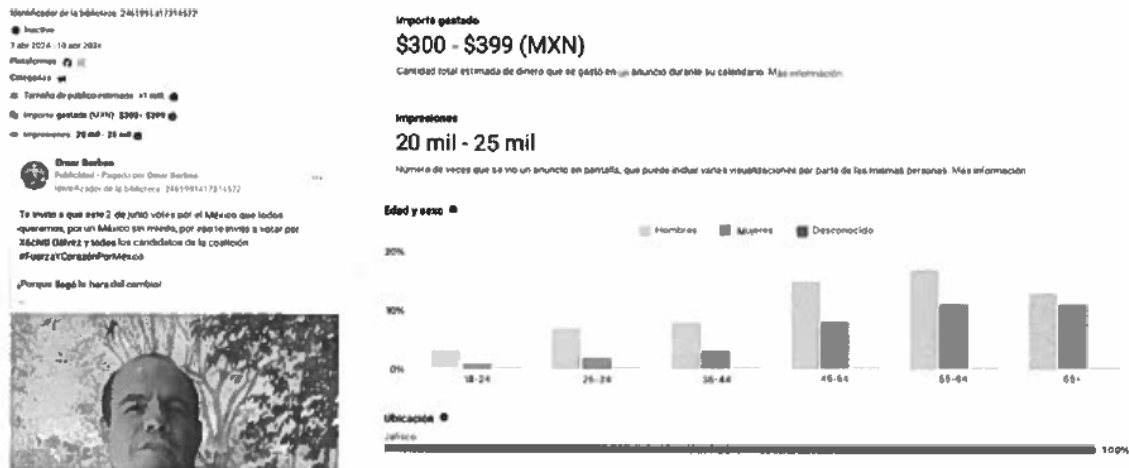 Identificador de la biblioteca: 2461991417314572
Inactivo
7 abr 2024 - 10 abr 2024
Plataformas
Categorías
Tamaño de público estimado: >1 mill.
Importe gastado (MXN): $300 - $399
Impresiones: 20 mil - 25 mil
Omar Borboa
Publicidad • Pagado por Omar Borboa
Identificador de la biblioteca:
Te invito a que este 2 de junio votes por el México que todos
queremos, por un México sin miedo, por eso te invito a votar por
Xóchitl Gálvez y todos los candidatos de la coalición
#FuerzaYCorazónPorMéxico
¡Porque llegó la hora del cambio!
Importe gastado
$300 - $399 (MXN)
Cantidad total estimada de dinero que se gastó en un anuncio durante su calendario. Más información
Impresiones
20 mil - 25 mil
Número de veces que se vio un anuncio en pantalla, que puede incluir varias visualizaciones por parte de las mismas personas. Más información
Edad y sexo
Hombres Mujeres Desconocido
20%
10%
0%
18-24 25-34 35-44 45-54 55-64 65+
Ubicación
Jalisco
100%